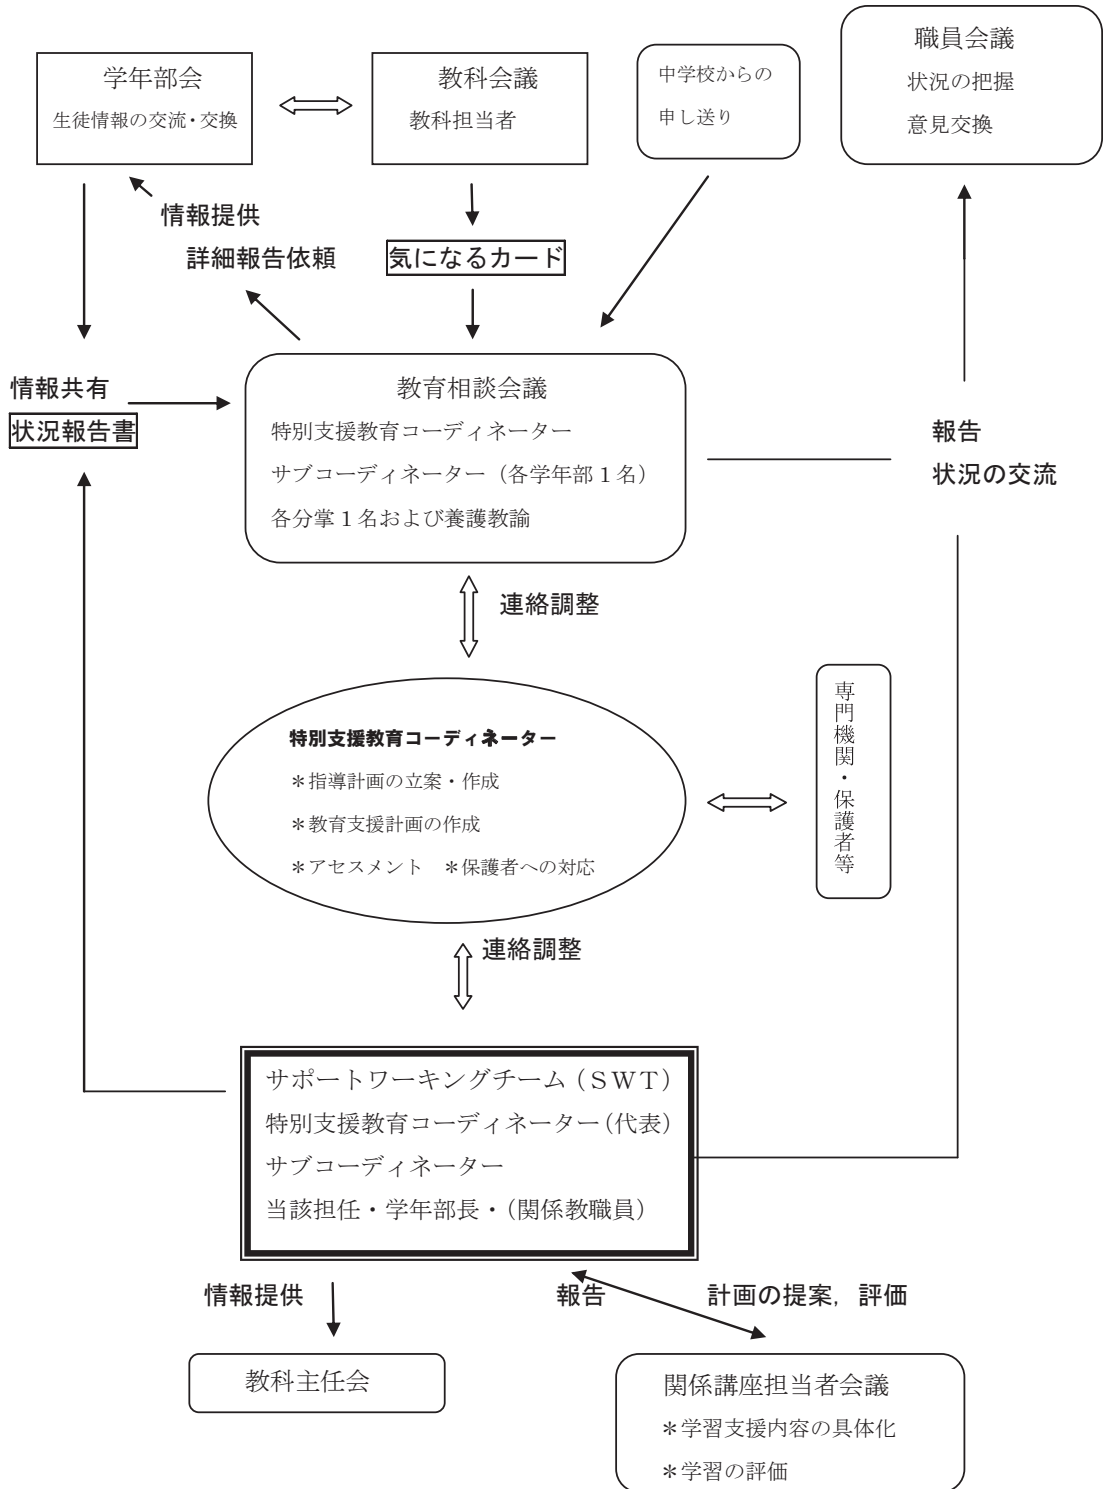 学年部会
生徒情報の交流・交換
教科会議
教科担当者
中学校からの
申し送り
職員会議
状況の把握
意見交換
情報提供
詳細報告依頼
気になるカード
情報共有
状況報告書
教育相談会議
特別支援教育コーディネーター
サブコーディネーター（各学年部１名）
各分掌１名および養護教諭
報告
状況の交流
連絡調整
特別支援教育コーディネーター
＊指導計画の立案・作成
＊教育支援計画の作成
＊アセスメント　＊保護者への対応
専門機関・保護者等
連絡調整
サポートワーキングチーム（ＳＷＴ）
特別支援教育コーディネーター（代表）
サブコーディネーター
当該担任・学年部長・（関係教職員）
情報提供
報告
計画の提案，評価
教科主任会
関係講座担当者会議
＊学習支援内容の具体化
＊学習の評価